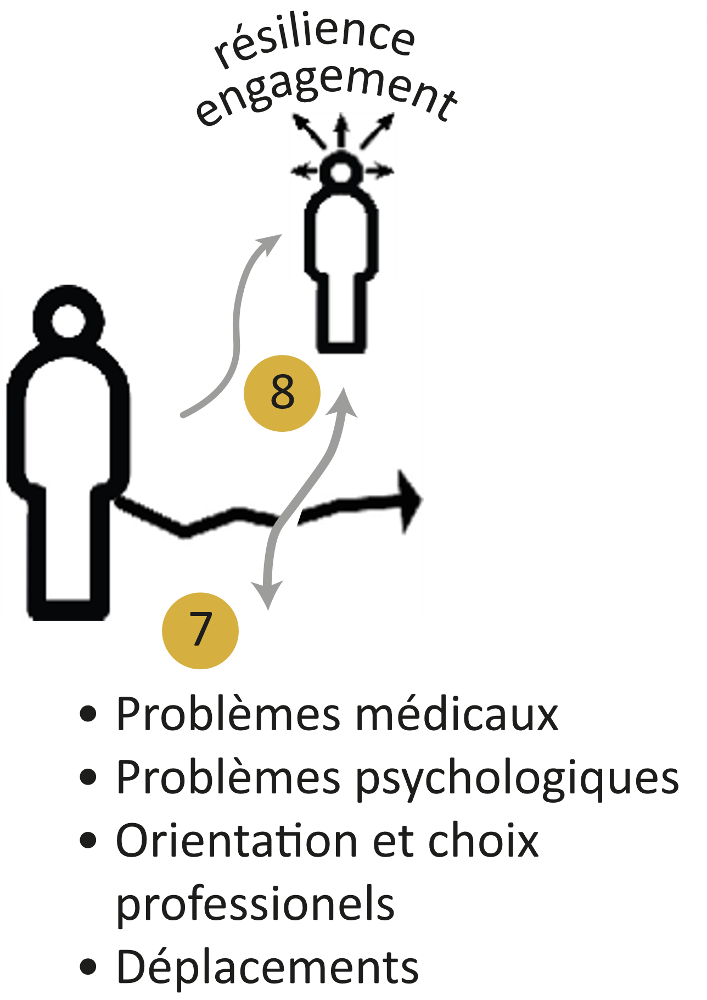 résilience
engagement
8
7
• Problèmes médicaux
• Problèmes psychologiques
• Orientation et choix
professionels
• Déplacements